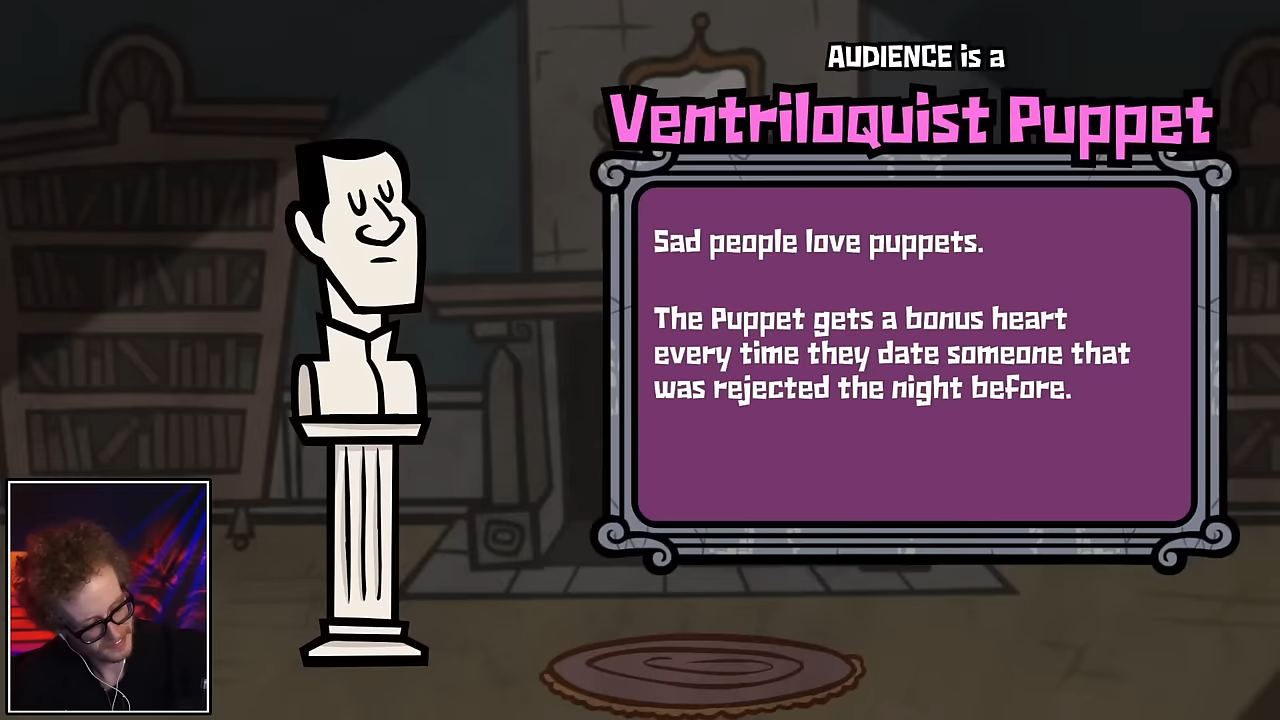 AUDIENCE is a
Ventriloquist Puppet
Sad people love puppets.
The Puppet gets a bonus heart
every time they date someone that
was rejected the night before.